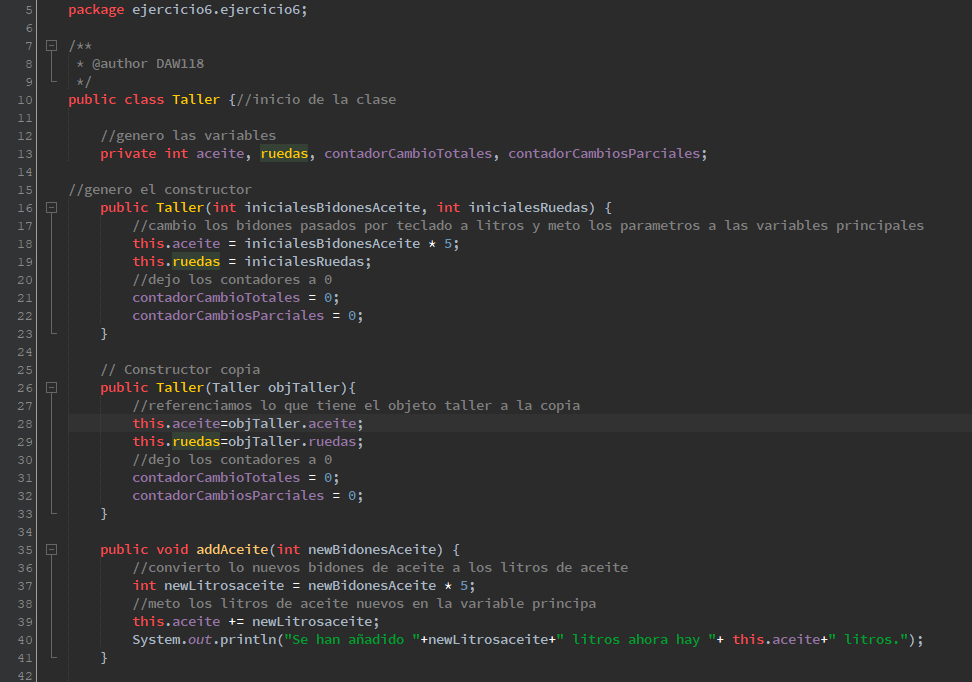 5 package ejercicio6.ejercicio6;
6
7 /**
8 * @author DAW118
9 */
10 public class Taller {//inicio de la clase
11
12 //genero las variables
13 private int aceite, ruedas, contadorCambioTotales, contadorCambiosParciales;
14
15 //genero el constructor
16 public Taller(int inicialesBidonesAceite, int inicialesRuedas) {
17 //cambio los bidones pasados por teclado a litros y meto los parametros a las variables principales
18 this.aceite = inicialesBidonesAceite * 5;
19 this.ruedas = inicialesRuedas;
20 //dejo los contadores a 0
21 contadorCambioTotales = 0;
22 contadorCambiosParciales = 0;
23 }
24
25 // Constructor copia
26 public Taller(Taller objTaller){
27 //referenciamos lo que tiene el objeto taller a la copia
28 this.aceite=objTaller.aceite;
29 this.ruedas=objTaller.ruedas;
30 //dejo los contadores a 0
31 contadorCambioTotales = 0;
32 contadorCambiosParciales = 0;
33 }
34
35 public void addAceite(int newBidonesAceite) {
36 //convierto lo nuevos bidones de aceite a los litros de aceite
37 int newLitrosaceite = newBidonesAceite * 5;
38 //meto los litros de aceite nuevos en la variable principa
39 this.aceite += newLitrosaceite;
40 System.out.println("Se han añadido "+newLitrosaceite+" litros ahora hay "+ this.aceite+" litros.");
41 }
42